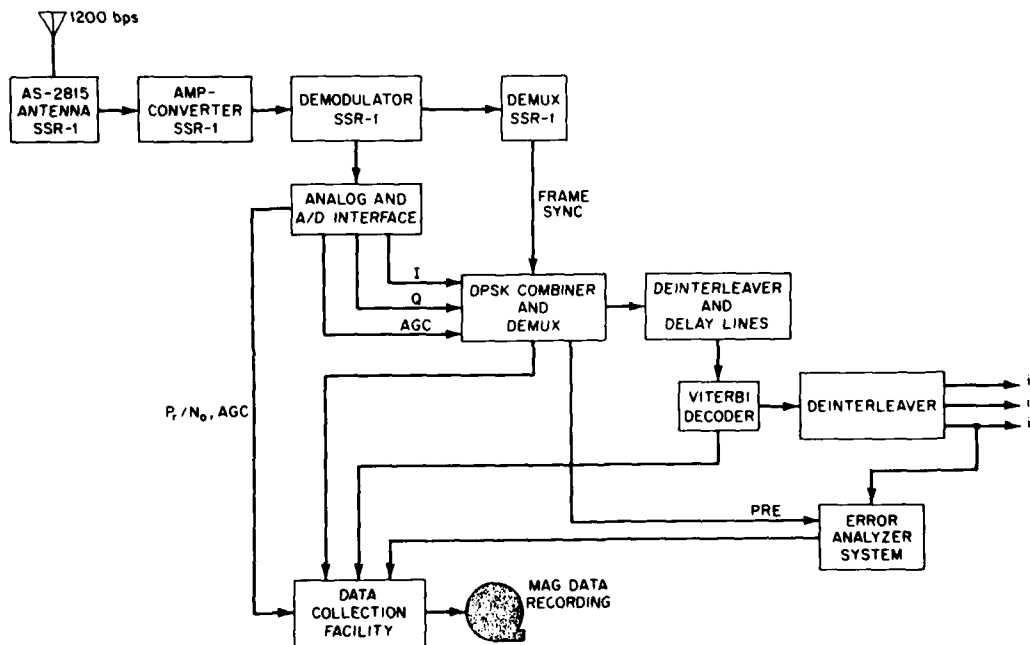 1200 bps
AS-2815
ANTENNA
SSR-1
AMP-
CONVERTER
SSR-1
DEMODULATOR
SSR-1
DEMUX
SSR-1
ANALOG AND
A/D INTERFACE
FRAME
SYNC
I
Q
AGC
DPSK COMBINER
AND
DEMUX
DEINTERLEAVER
AND
DELAY LINES
Pr/No, AGC
VITERBI
DECODER
DEINTERLEAVER
PRE
ERROR
ANALYZER
SYSTEM
DATA
COLLECTION
FACILITY
MAG DATA
RECORDING